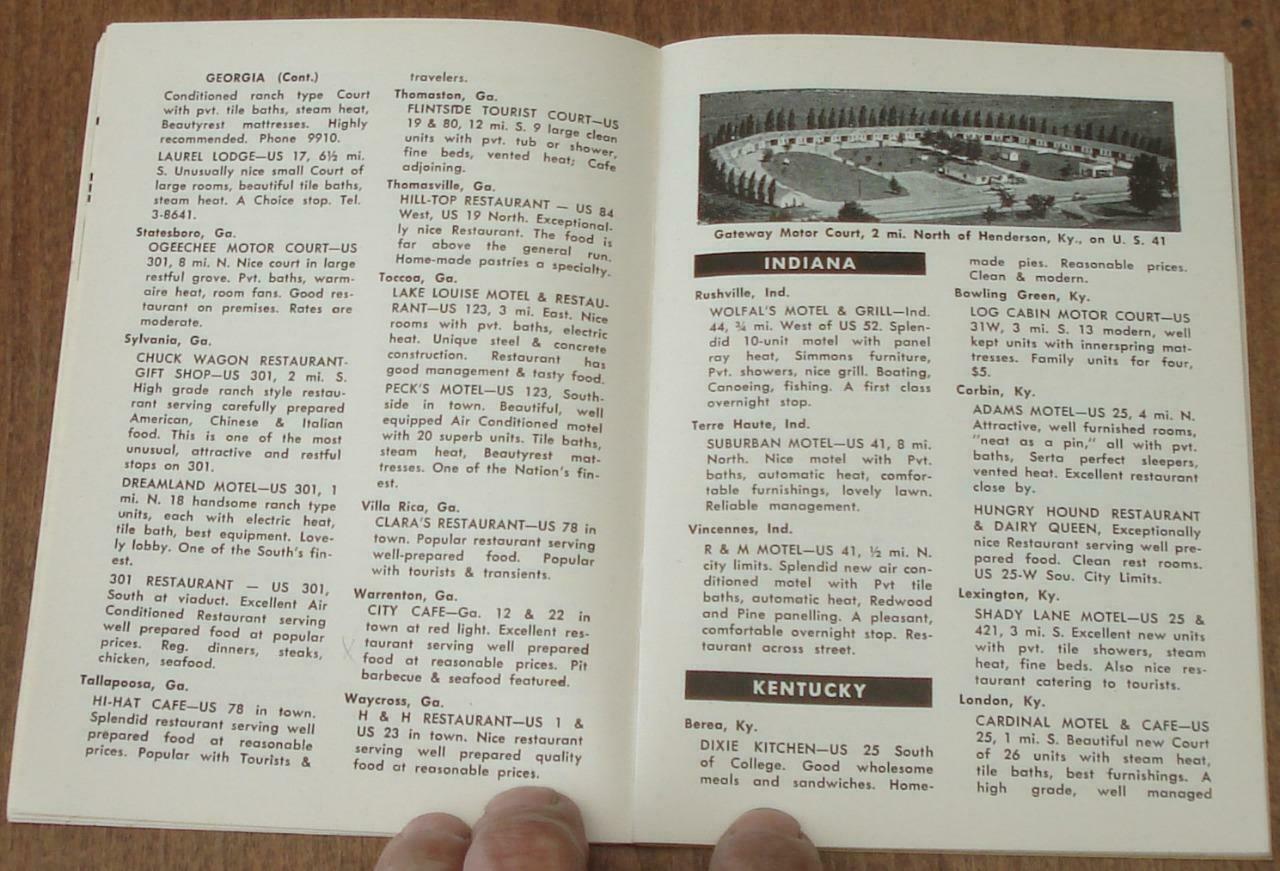 GEORGIA (Cont.)
Conditioned ranch type Court
with pvt. tile baths, steam heat,
Beautyrest mattresses. Highly
recommended. Phone 9910.
LAUREL LODGE—US 17, 6½ mi.
S. Unusually nice small Court of
large rooms, beautiful tile baths,
steam heat. A Choice stop. Tel.
3-8641.
Statesboro, Ga.
OGEECHEE MOTOR COURT—US
301, 8 mi. N. Nice court in large
restful grove. Pvt. baths, warm-
aire heat, room fans. Good res-
taurant on premises. Rates are
moderate.
Sylvania, Ga.
CHUCK WAGON RESTAURANT-
GIFT SHOP—US 301, 2 mi. S.
High grade ranch style restau-
rant serving carefully prepared
American, Chinese & Italian
food. This is one of the most
unusual, attractive and restful
stops on 301.
DREAMLAND MOTEL—US 301, 1
mi. N. 18 handsome ranch type
units, each with electric heat,
tile bath, best equipment. Love-
ly lobby. One of the South's fin-
est.
301 RESTAURANT — US 301,
South at viaduct. Excellent Air
Conditioned Restaurant serving
well prepared food at popular
prices. Reg. dinners, steaks,
chicken, seafood.
Tallapoosa, Ga.
HI-HAT CAFE—US 78 in town.
Splendid restaurant serving well
prepared food at reasonable
prices. Popular with Tourists &
travelers.
Thomaston, Ga.
FLINTSIDE TOURIST COURT—US
19 & 80, 12 mi. S. 9 large clean
units with pvt. tub or shower,
fine beds, vented heat; Cafe
adjoining.
Thomasville, Ga.
HILL-TOP RESTAURANT — US 84
West, US 19 North. Exceptional-
ly nice Restaurant. The food is
far above the general run.
Home-made pastries a specialty.
Toccoa, Ga.
LAKE LOUISE MOTEL & RESTAU-
RANT—US 123, 3 mi. East. Nice
rooms with pvt. baths, electric
heat. Unique steel & concrete
construction. Restaurant has
good management & tasty food.
PECK'S MOTEL—US 123, South-
side in town. Beautiful, well
equipped Air Conditioned motel
with 20 superb units. Tile baths,
steam heat, Beautyrest mat-
tresses. One of the Nation's fin-
est.
Villa Rica, Ga.
CLARA'S RESTAURANT—US 78 in
town. Popular restaurant serving
well-prepared food. Popular
with tourists & transients.
Warrenton, Ga.
CITY CAFE—Ga. 12 & 22 in
town at red light. Excellent res-
taurant serving well prepared
food at reasonable prices. Pit
barbecue & seafood featured.
Waycross, Ga.
H & H RESTAURANT—US 1 &
US 23 in town. Nice restaurant
serving well prepared quality
food at reasonable prices.
Gateway Motor Court, 2 mi. North of Henderson, Ky., on U. S. 41
INDIANA
Rushville, Ind.
WOLFAL'S MOTEL & GRILL—Ind.
44, ¾ mi. West of US 52. Splen-
did 10-unit motel with panel
ray heat, Simmons furniture,
Pvt. showers, nice grill. Boating,
Canoeing, fishing. A first class
overnight stop.
Terre Haute, Ind.
SUBURBAN MOTEL—US 41, 8 mi.
North. Nice motel with Pvt.
baths, automatic heat, comfor-
table furnishings, lovely lawn.
Reliable management.
Vincennes, Ind.
R & M MOTEL—US 41, ½ mi. N.
city limits. Splendid new air con-
ditioned motel with Pvt tile
baths, automatic heat, Redwood
and Pine panelling. A pleasant,
comfortable overnight stop. Res-
taurant across street.
KENTUCKY
Berea, Ky.
DIXIE KITCHEN—US 25 South
of College. Good wholesome
meals and sandwiches. Home-
made pies. Reasonable prices.
Clean & modern.
Bowling Green, Ky.
LOG CABIN MOTOR COURT—US
31W, 3 mi. S. 13 modern, well
kept units with innerspring mat-
tresses. Family units for four,
$5.
Corbin, Ky.
ADAMS MOTEL—US 25, 4 mi. N.
Attractive, well furnished rooms,
"neat as a pin," all with pvt.
baths, Serta perfect sleepers,
vented heat. Excellent restaurant
close by.
HUNGRY HOUND RESTAURANT
& DAIRY QUEEN, Exceptionally
nice Restaurant serving well pre-
pared food. Clean rest rooms.
US 25-W Sou. City Limits.
Lexington, Ky.
SHADY LANE MOTEL—US 25 &
421, 3 mi. S. Excellent new units
with pvt. tile showers, steam
heat, fine beds. Also nice res-
taurant catering to tourists.
London, Ky.
CARDINAL MOTEL & CAFE—US
25, 1 mi. S. Beautiful new Court
of 26 units with steam heat,
tile baths, best furnishings. A
high grade, well managed